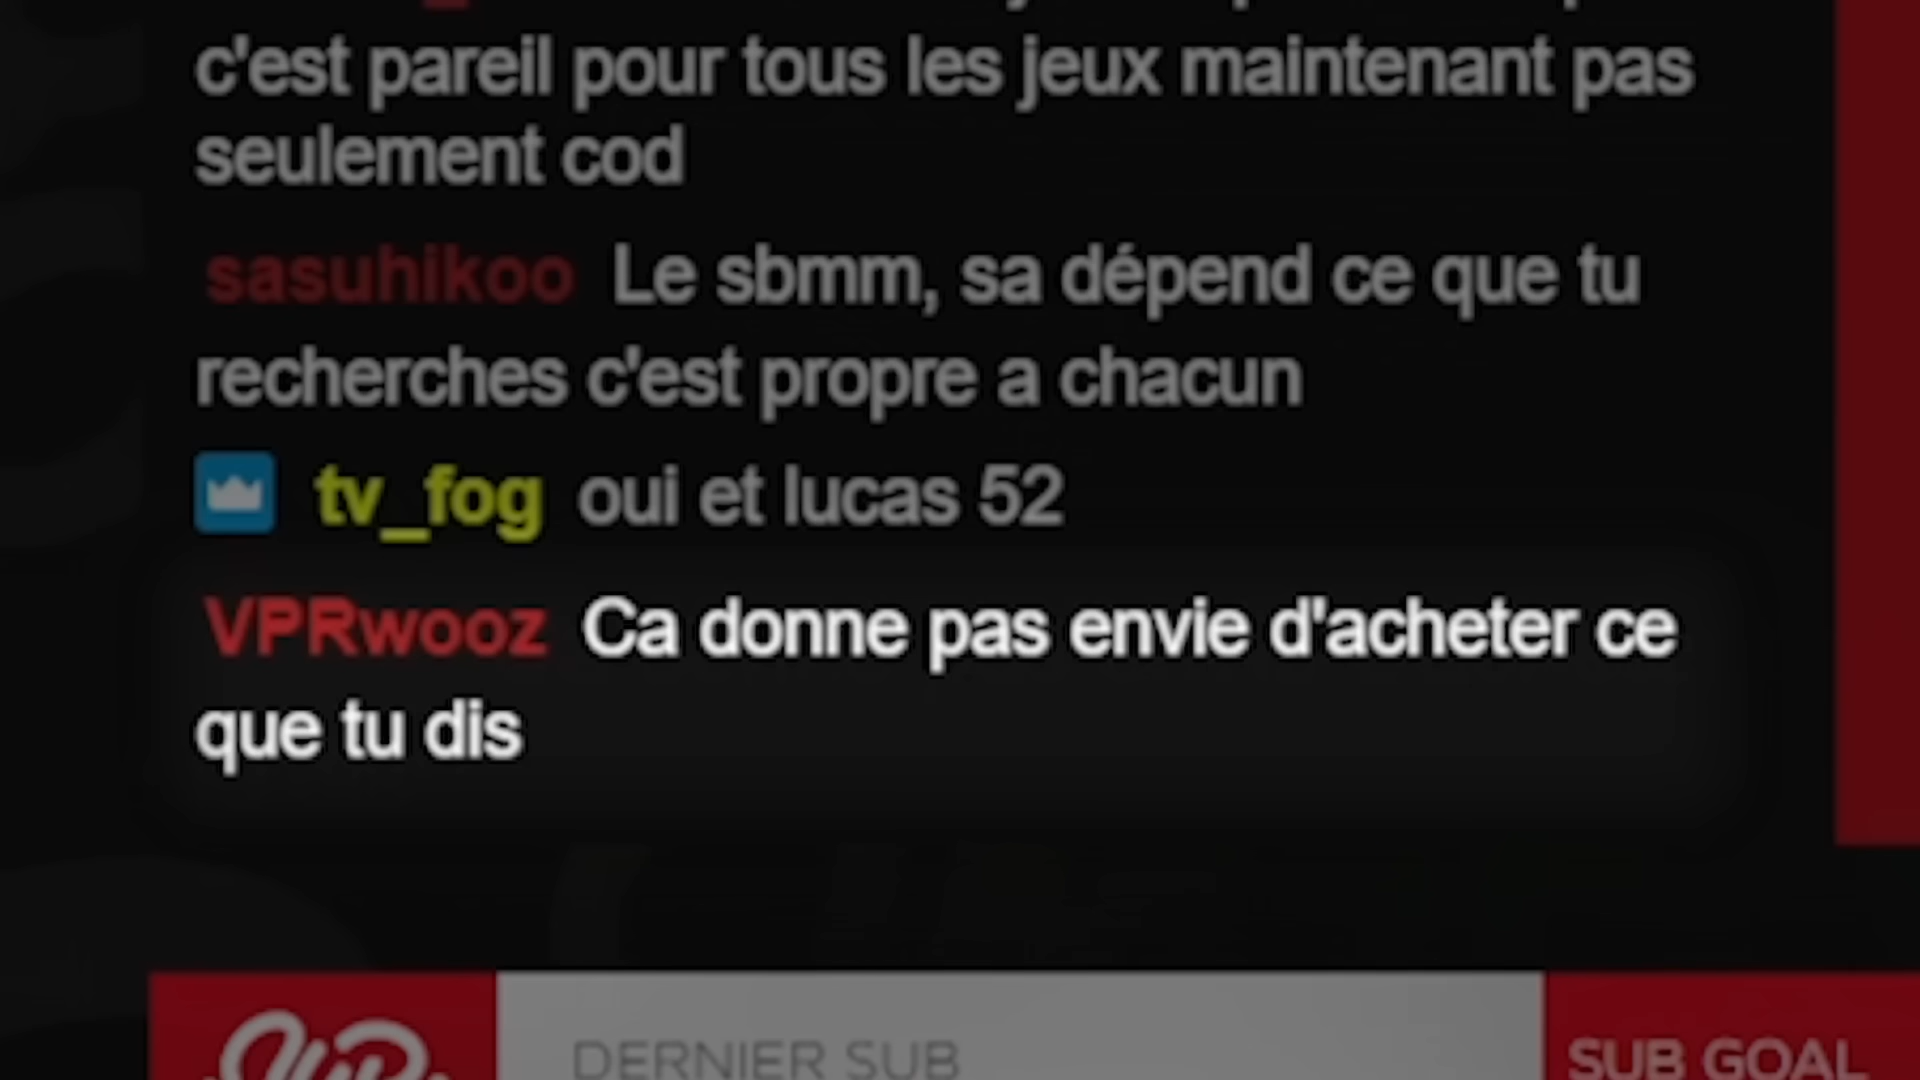 c'est pareil pour tous les jeux maintenant pas
seulement cod
sasuhikoo Le sbmm, sa dépend ce que tu
recherches c'est propre a chacun
tv_fog oui et lucas 52
VPRwooz Ca donne pas envie d'acheter ce
que tu dis
DERNIER SUB
SUB GOAL